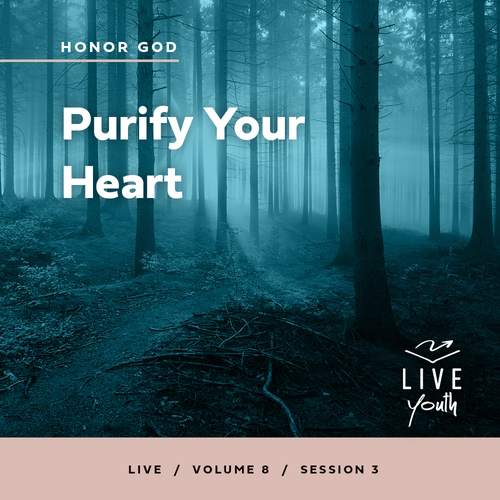 HONOR GOD
Purify Your
Heart
LIVE
youth
LIVE / VOLUME 8 / SESSION 3